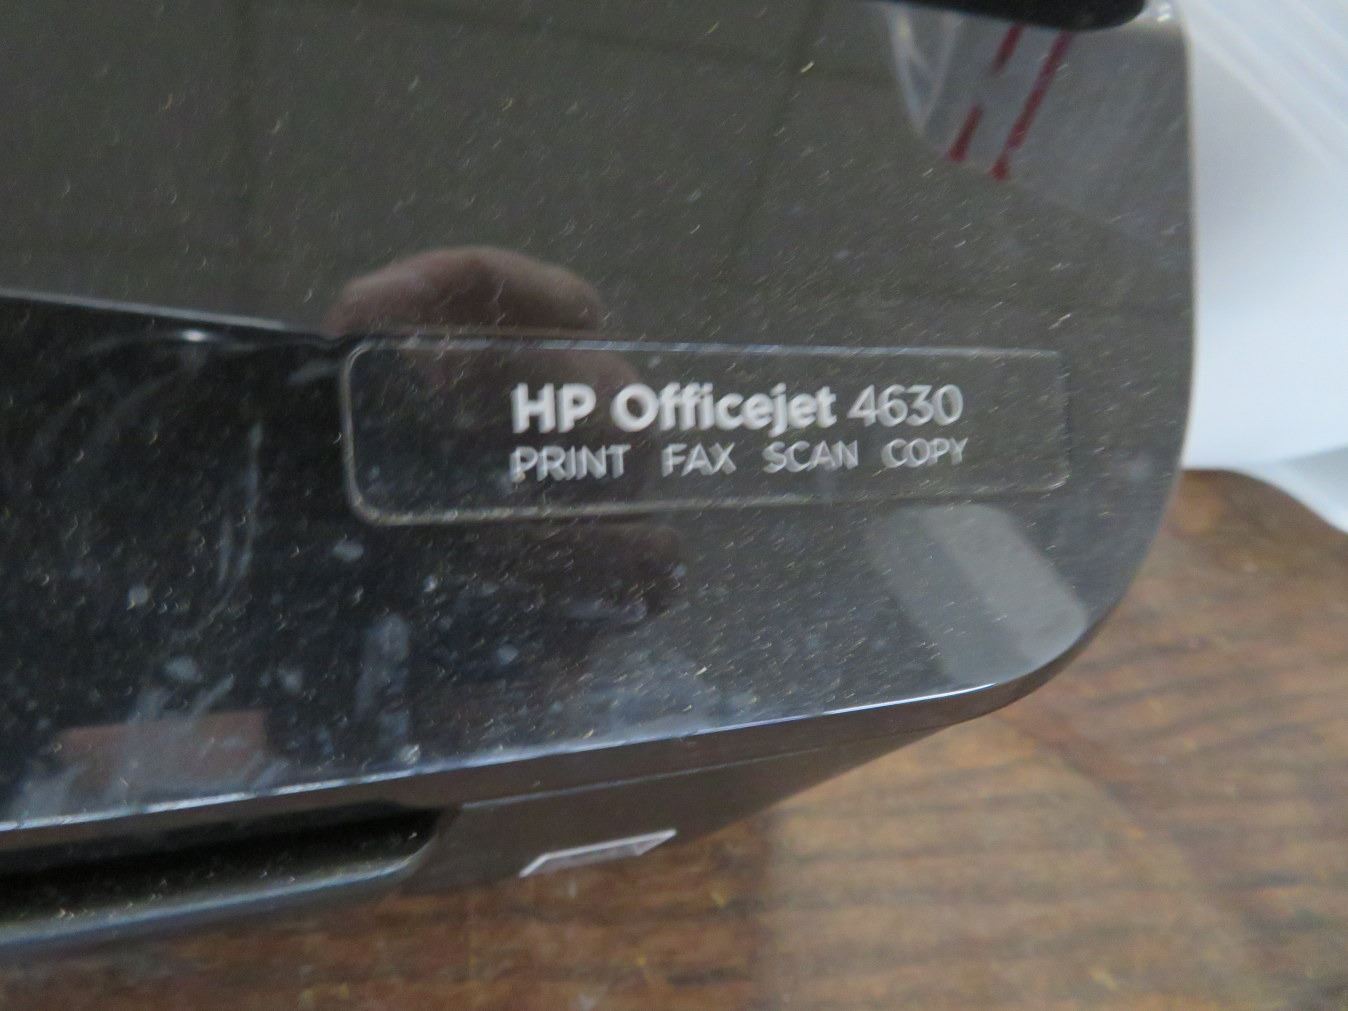 HP Officejet 4630
PRINT FAX SCAN COPY